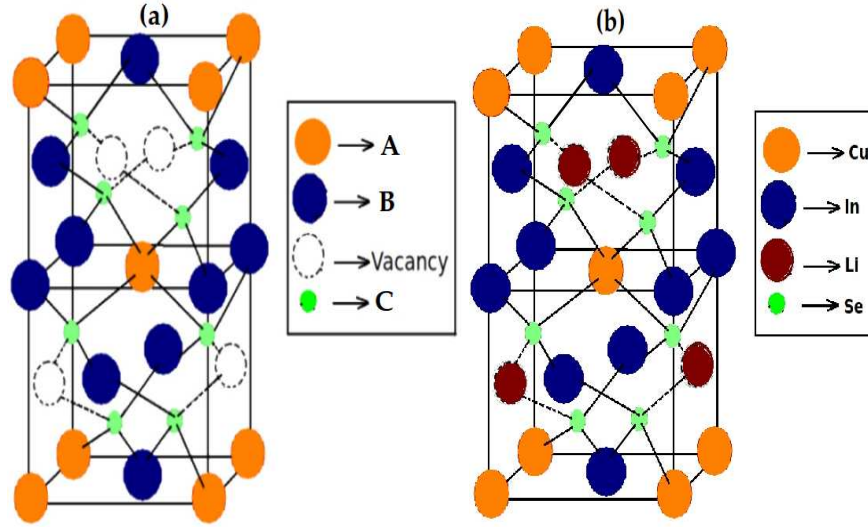 (a)
→A
→B
→Vacancy
→C
(b)
→Cu
→In
→Li
→Se